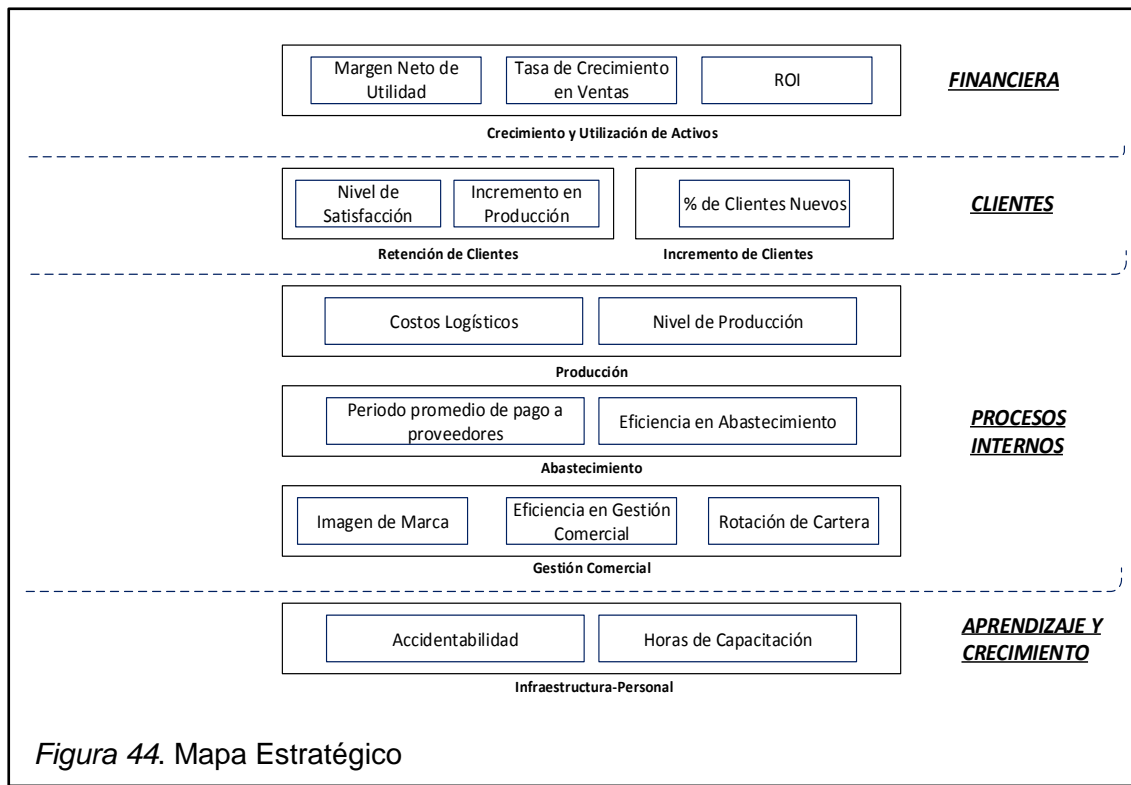 Margen Neto de
Utilidad
Tasa de Crecimiento
en Ventas
ROI
FINANCIERA
Crecimiento y Utilización de Activos
Nivel de
Satisfacción
Incremento en
Producción
% de Clientes Nuevos
CLIENTES
Retención de Clientes
Incremento de Clientes
Costos Logísticos
Nivel de Producción
Producción
Periodo promedio de pago a
proveedores
Eficiencia en Abastecimiento
PROCESOS
INTERNOS
Abastecimiento
Imagen de Marca
Eficiencia en Gestión
Comercial
Rotación de Cartera
Gestión Comercial
Accidentabilidad
Horas de Capacitación
APRENDIZAJE Y
CRECIMIENTO
Infraestructura-Personal
Figura 44. Mapa Estratégico